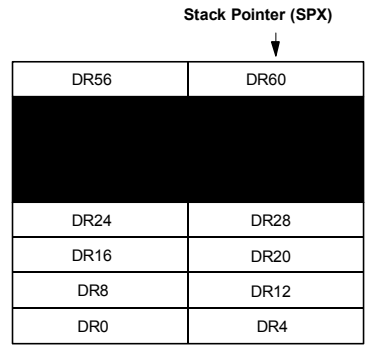 Stack Pointer (SPX)
DR56 DR60
DR24 DR28
DR16 DR20
DR8 DR12
DR0 DR4